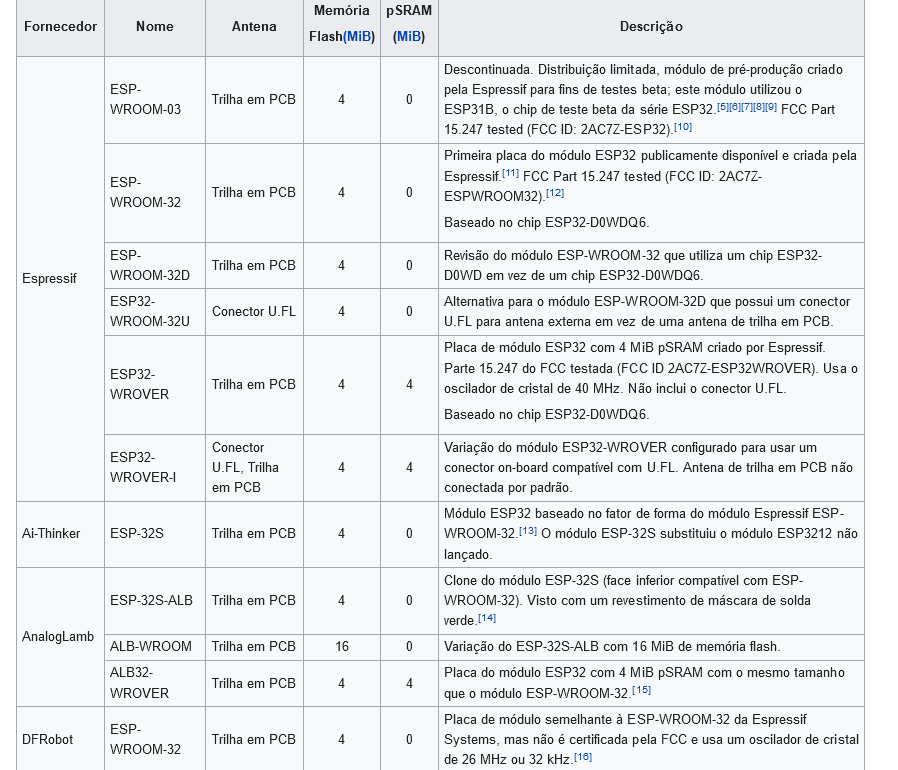 Fornecedor Nome Antena Memória Flash(MiB) pSRAM (MiB) Descrição
Espressif
ESP-
WROOM-03
Trilha em PCB
4
0
Descontinuada. Distribuição limitada, módulo de pré-produção criado
pela Espressif para fins de testes beta; este módulo utilizou o
ESP31B, o chip de teste beta da série ESP32.[5][6][7][8][9] FCC Part
15.247 tested (FCC ID: 2AC7Z-ESP32).[10]
ESP-
WROOM-32
Trilha em PCB
4
0
Primeira placa do módulo ESP32 publicamente disponível e criada pela
Espressif.[11] FCC Part 15.247 tested (FCC ID: 2AC7Z-
ESPWROOM32).[12]
Baseado no chip ESP32-D0WDQ6.
ESP-
WROOM-32D
Trilha em PCB
4
0
Revisão do módulo ESP-WROOM-32 que utiliza um chip ESP32-
D0WD em vez de um chip ESP32-D0WDQ6.
ESP32-
WROOM-32U
Conector U.FL
4
0
Alternativa para o módulo ESP-WROOM-32D que possui um conector
U.FL para antena externa em vez de uma antena de trilha em PCB.
ESP32-
WROVER
Trilha em PCB
4
4
Placa de módulo ESP32 com 4 MiB pSRAM criado por Espressif.
Parte 15.247 do FCC testada (FCC ID 2AC7Z-ESP32WROVER). Usa o
oscilador de cristal de 40 MHz. Não inclui o conector U.FL.
Baseado no chip ESP32-D0WDQ6.
ESP32-
WROVER-I
Conector
U.FL, Trilha
em PCB
4
4
Variação do módulo ESP32-WROVER configurado para usar um
conector on-board compatível com U.FL. Antena de trilha em PCB não
conectada por padrão.
Ai-Thinker
ESP-32S
Trilha em PCB
4
0
Módulo ESP32 baseado no fator de forma do módulo Espressif ESP-
WROOM-32.[13] O módulo ESP-32S substituiu o módulo ESP3212 não
lançado.
AnalogLamb
ESP-32S-ALB
Trilha em PCB
4
0
Clone do módulo ESP-32S (face inferior compatível com ESP-
WROOM-32). Visto com um revestimento de máscara de solda
verde.[14]
ALB-WROOM
Trilha em PCB
16
0
Variação do ESP-32S-ALB com 16 MiB de memória flash.
ALB32-
WROVER
Trilha em PCB
4
4
Placa do módulo ESP32 com 4 MiB pSRAM com o mesmo tamanho
que o módulo ESP-WROOM-32.[15]
DFRobot
ESP-
WROOM-32
Trilha em PCB
4
0
Placa de módulo semelhante à ESP-WROOM-32 da Espressif
Systems, mas não é certificada pela FCC e usa um oscilador de cristal
de 26 MHz ou 32 kHz.[16]